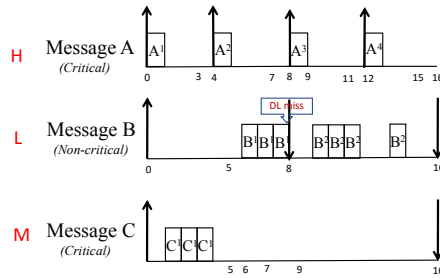 H Message A A¹ A² A³ A⁴
(Critical)
0 3 4 7 8 9 11 12 15 16
DL miss
L Message B B¹ B¹ B¹ B² B² B² B²
(Non-critical)
0 5 8
M Message C C¹ C¹ C¹
(Critical)
5 6 7 9